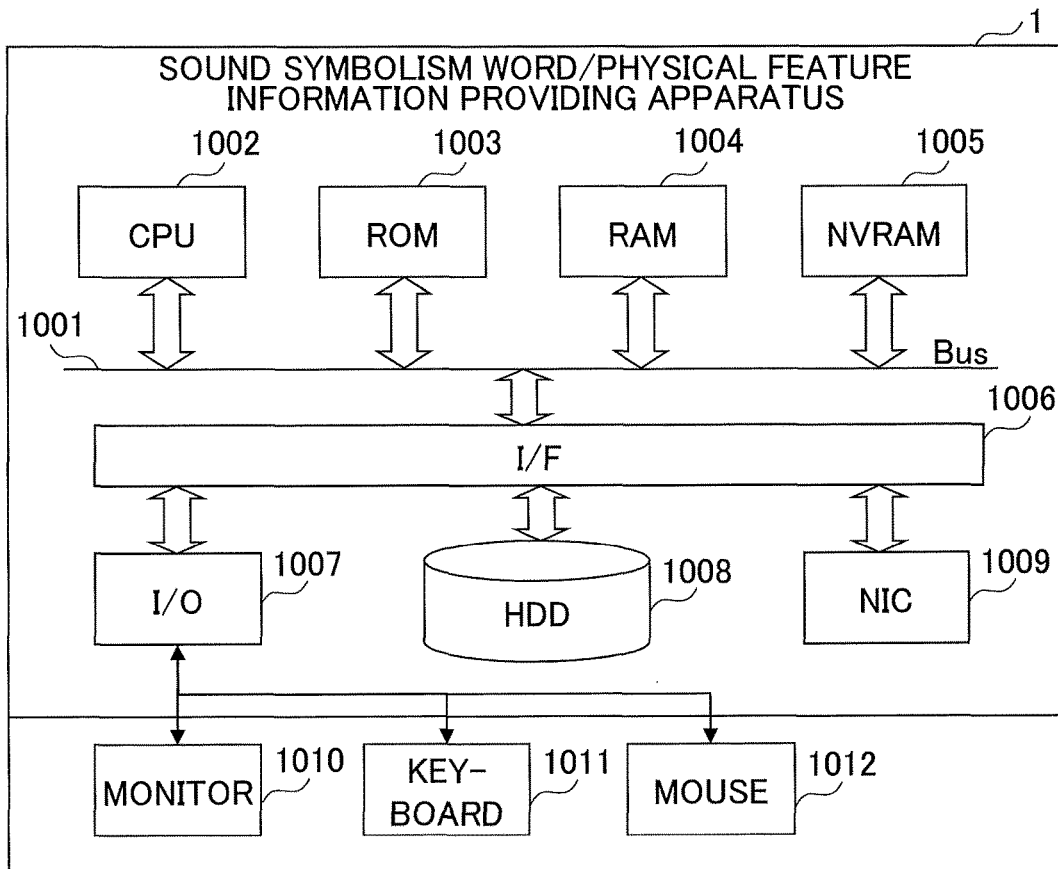 1
SOUND SYMBOLISM WORD/PHYSICAL FEATURE
INFORMATION PROVIDING APPARATUS
1002
1003
1004
1005
CPU
ROM
RAM
NVRAM
1001
Bus
1006
I/F
1007
1008
1009
I/O
HDD
NIC
1010
1011
1012
MONITOR
KEY-
BOARD
MOUSE